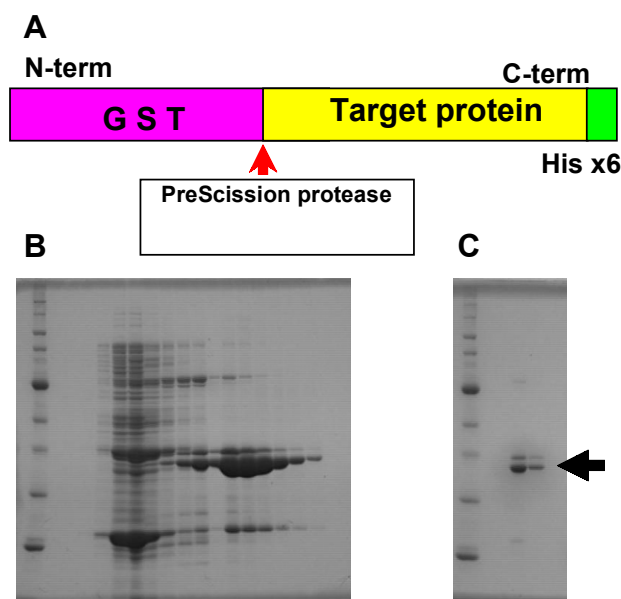 A
N-term
C-term
G S T
Target protein
His x6
PreScission protease
B
C